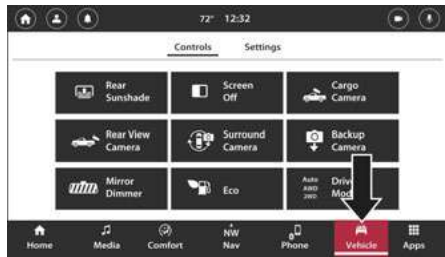 72° 12:32
Controls Settings
Rear
Sunshade
Screen
Off
Cargo
Camera
Rear View
Camera
Surround
Camera
Backup
Camera
Mirror
Dimmer
Eco
Auto
AWD
2WD
Home Media Comfort NW
Nav Phone Vehicle Apps